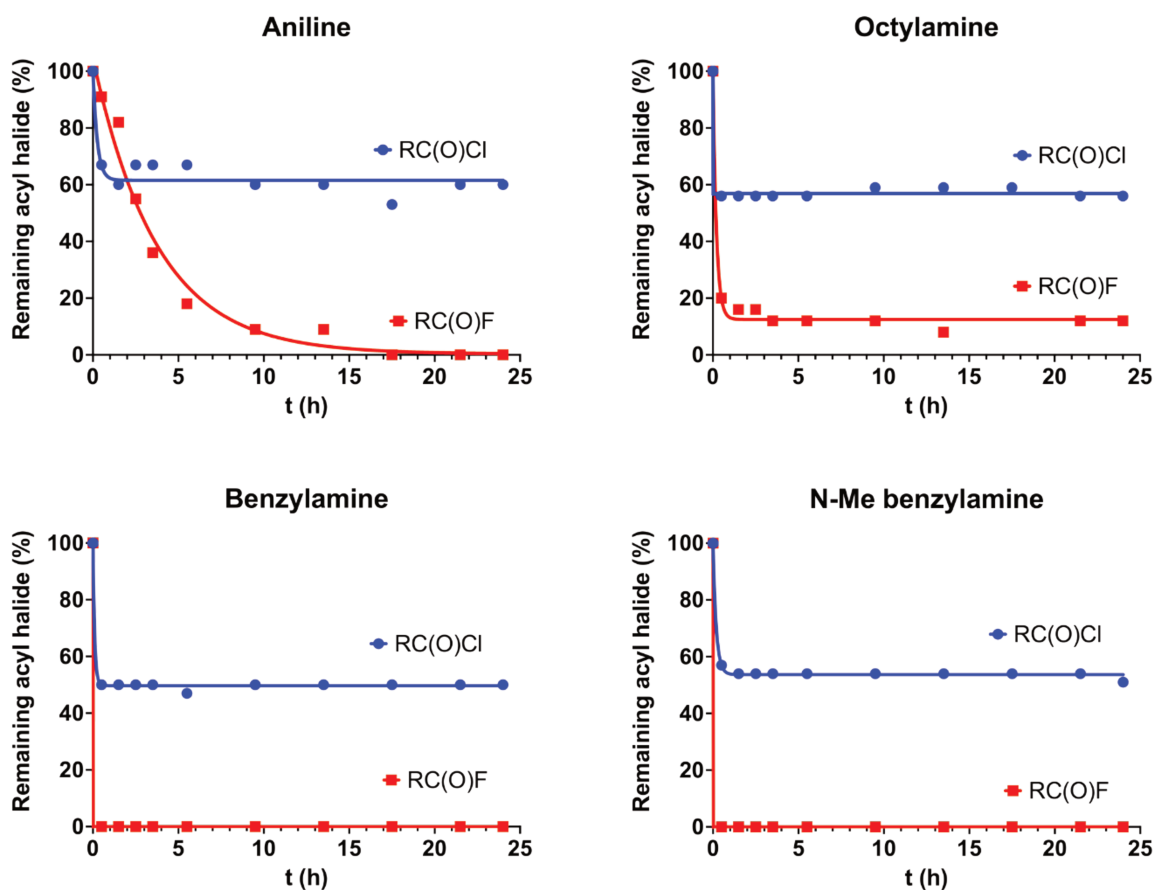 Aniline
Remaining acyl halide (%)
100
80
60
40
20
0
RC(O)Cl
RC(O)F
0 5 10 15 20 25
t (h)
Octylamine
Remaining acyl halide (%)
100
80
60
40
20
0
RC(O)Cl
RC(O)F
0 5 10 15 20 25
t (h)
Benzylamine
Remaining acyl halide (%)
100
80
60
40
20
0
RC(O)Cl
RC(O)F
0 5 10 15 20 25
t (h)
N-Me benzylamine
Remaining acyl halide (%)
100
80
60
40
20
0
RC(O)Cl
RC(O)F
0 5 10 15 20 25
t (h)